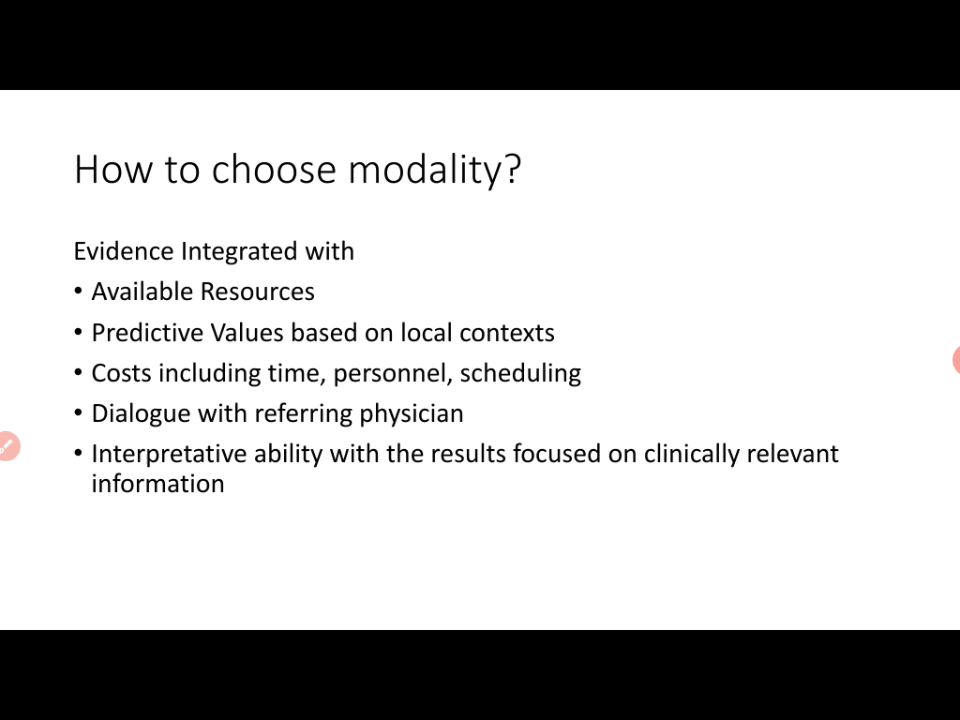 How to choose modality?
Evidence Integrated with
• Available Resources
• Predictive Values based on local contexts
• Costs including time, personnel, scheduling
• Dialogue with referring physician
• Interpretative ability with the results focused on clinically relevant
information